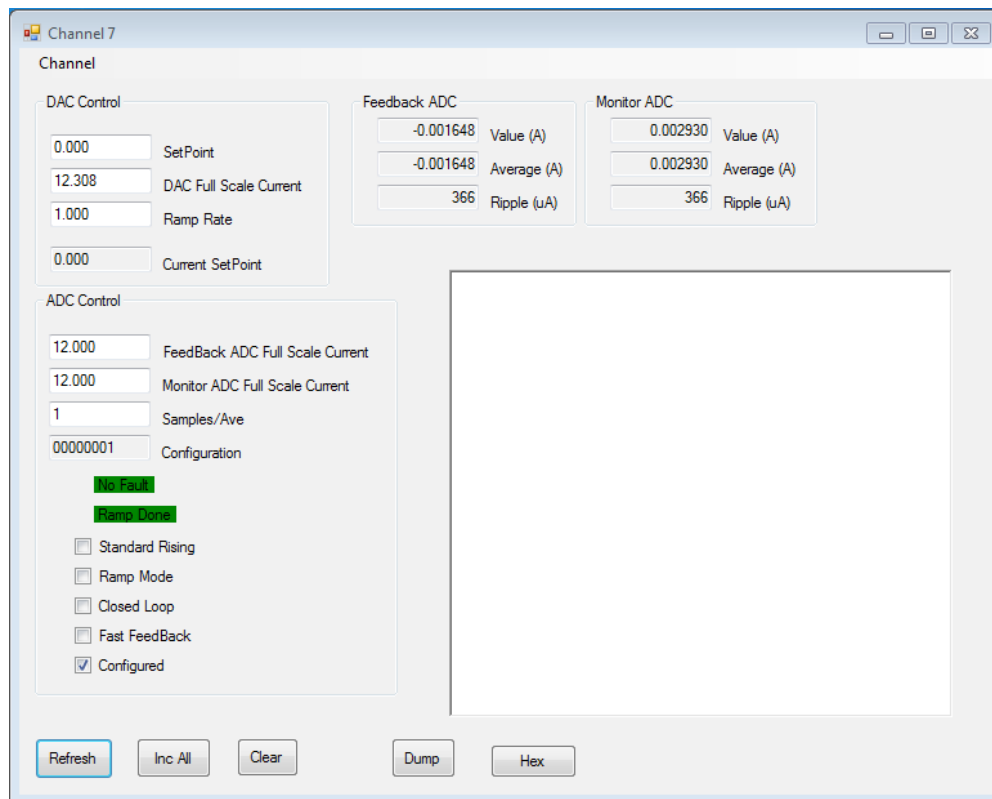 Channel 7
Channel
DAC Control
0.000 SetPoint
12.308 DAC Full Scale Current
1.000 Ramp Rate
0.000 Current SetPoint
Feedback ADC
-0.001648 Value (A)
-0.001648 Average (A)
366 Ripple (uA)
Monitor ADC
0.002930 Value (A)
0.002930 Average (A)
366 Ripple (uA)
ADC Control
12.000 FeedBack ADC Full Scale Current
12.000 Monitor ADC Full Scale Current
1 Samples/Ave
00000001 Configuration
No Fault
Ramp Done
Standard Rising
Ramp Mode
Closed Loop
Fast FeedBack
Configured
Refresh Inc All Clear Dump Hex